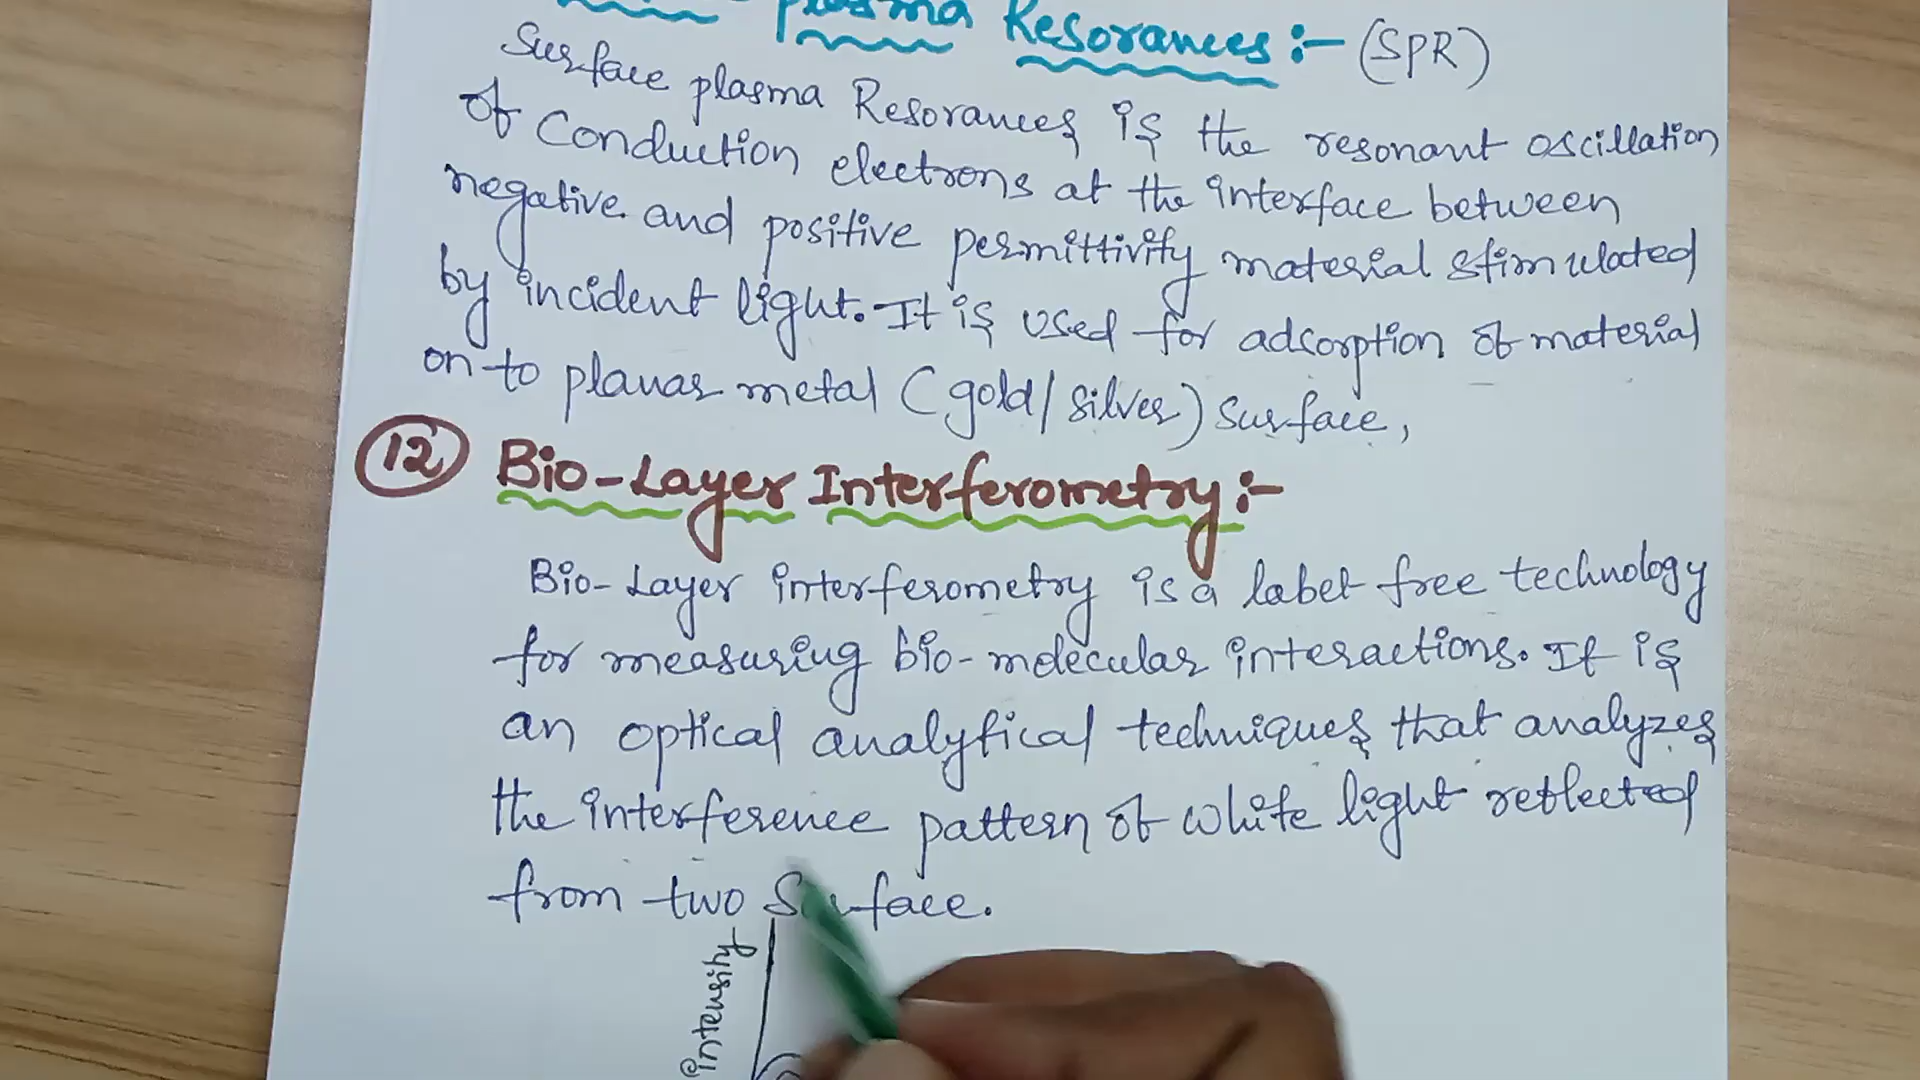 plasma Resorances :- (SPR)
Surface plasma Resorances is the resonant oscillation
of Conduction electrons at the interface between
negative and positive permittivity material stimulated
by incident light. It is used for adsorption of material
on-to planar metal (gold/silver) surface,
12 Bio-Layer Interferometry :-
Bio-Layer interferometry is a label free technology
for measuring bio-molecular interactions. It is
an optical analytical techniques that analyzes
the interference pattern of white light reflected
from two Surface.
intensity